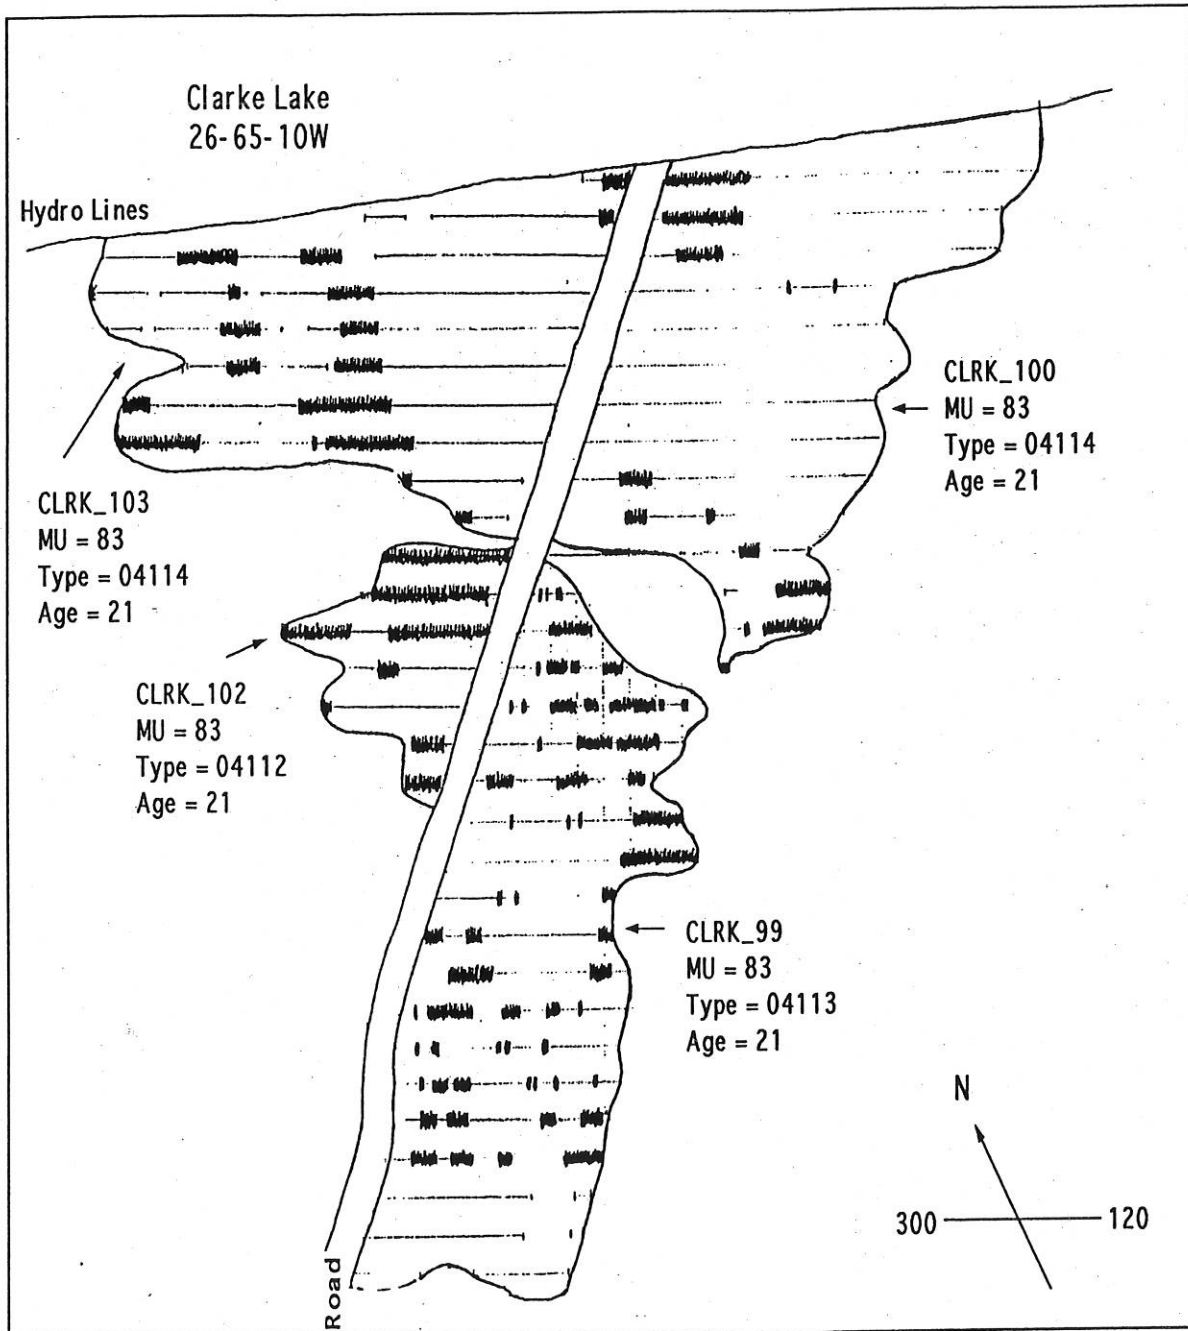 Clarke Lake
26-65-10W
Hydro Lines
CLRK_100
MU = 83
Type = 04114
Age = 21
CLRK_103
MU = 83
Type = 04114
Age = 21
CLRK_102
MU = 83
Type = 04112
Age = 21
CLRK_99
MU = 83
Type = 04113
Age = 21
N
300
120
Road